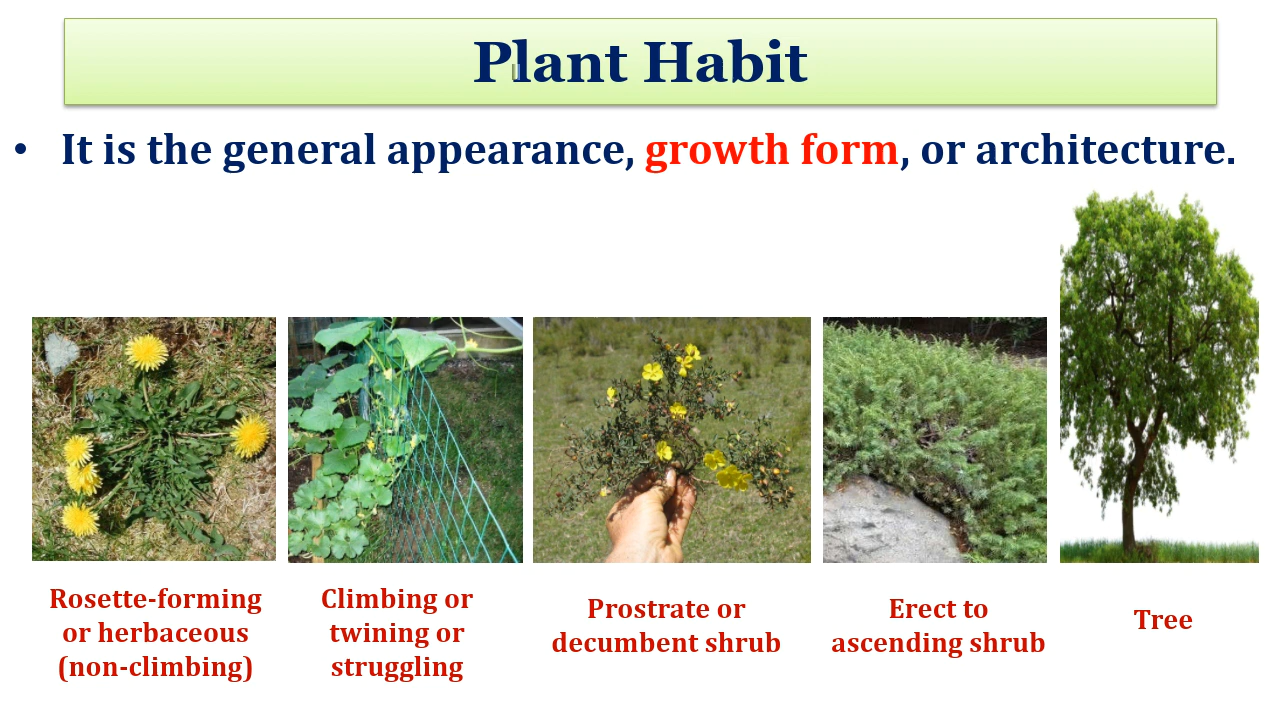 Plant Habit
• It is the general appearance, growth form, or architecture.
Rosette-forming
or herbaceous
(non-climbing)
Climbing or
twining or
struggling
Prostrate or
decumbent shrub
Erect to
ascending shrub
Tree